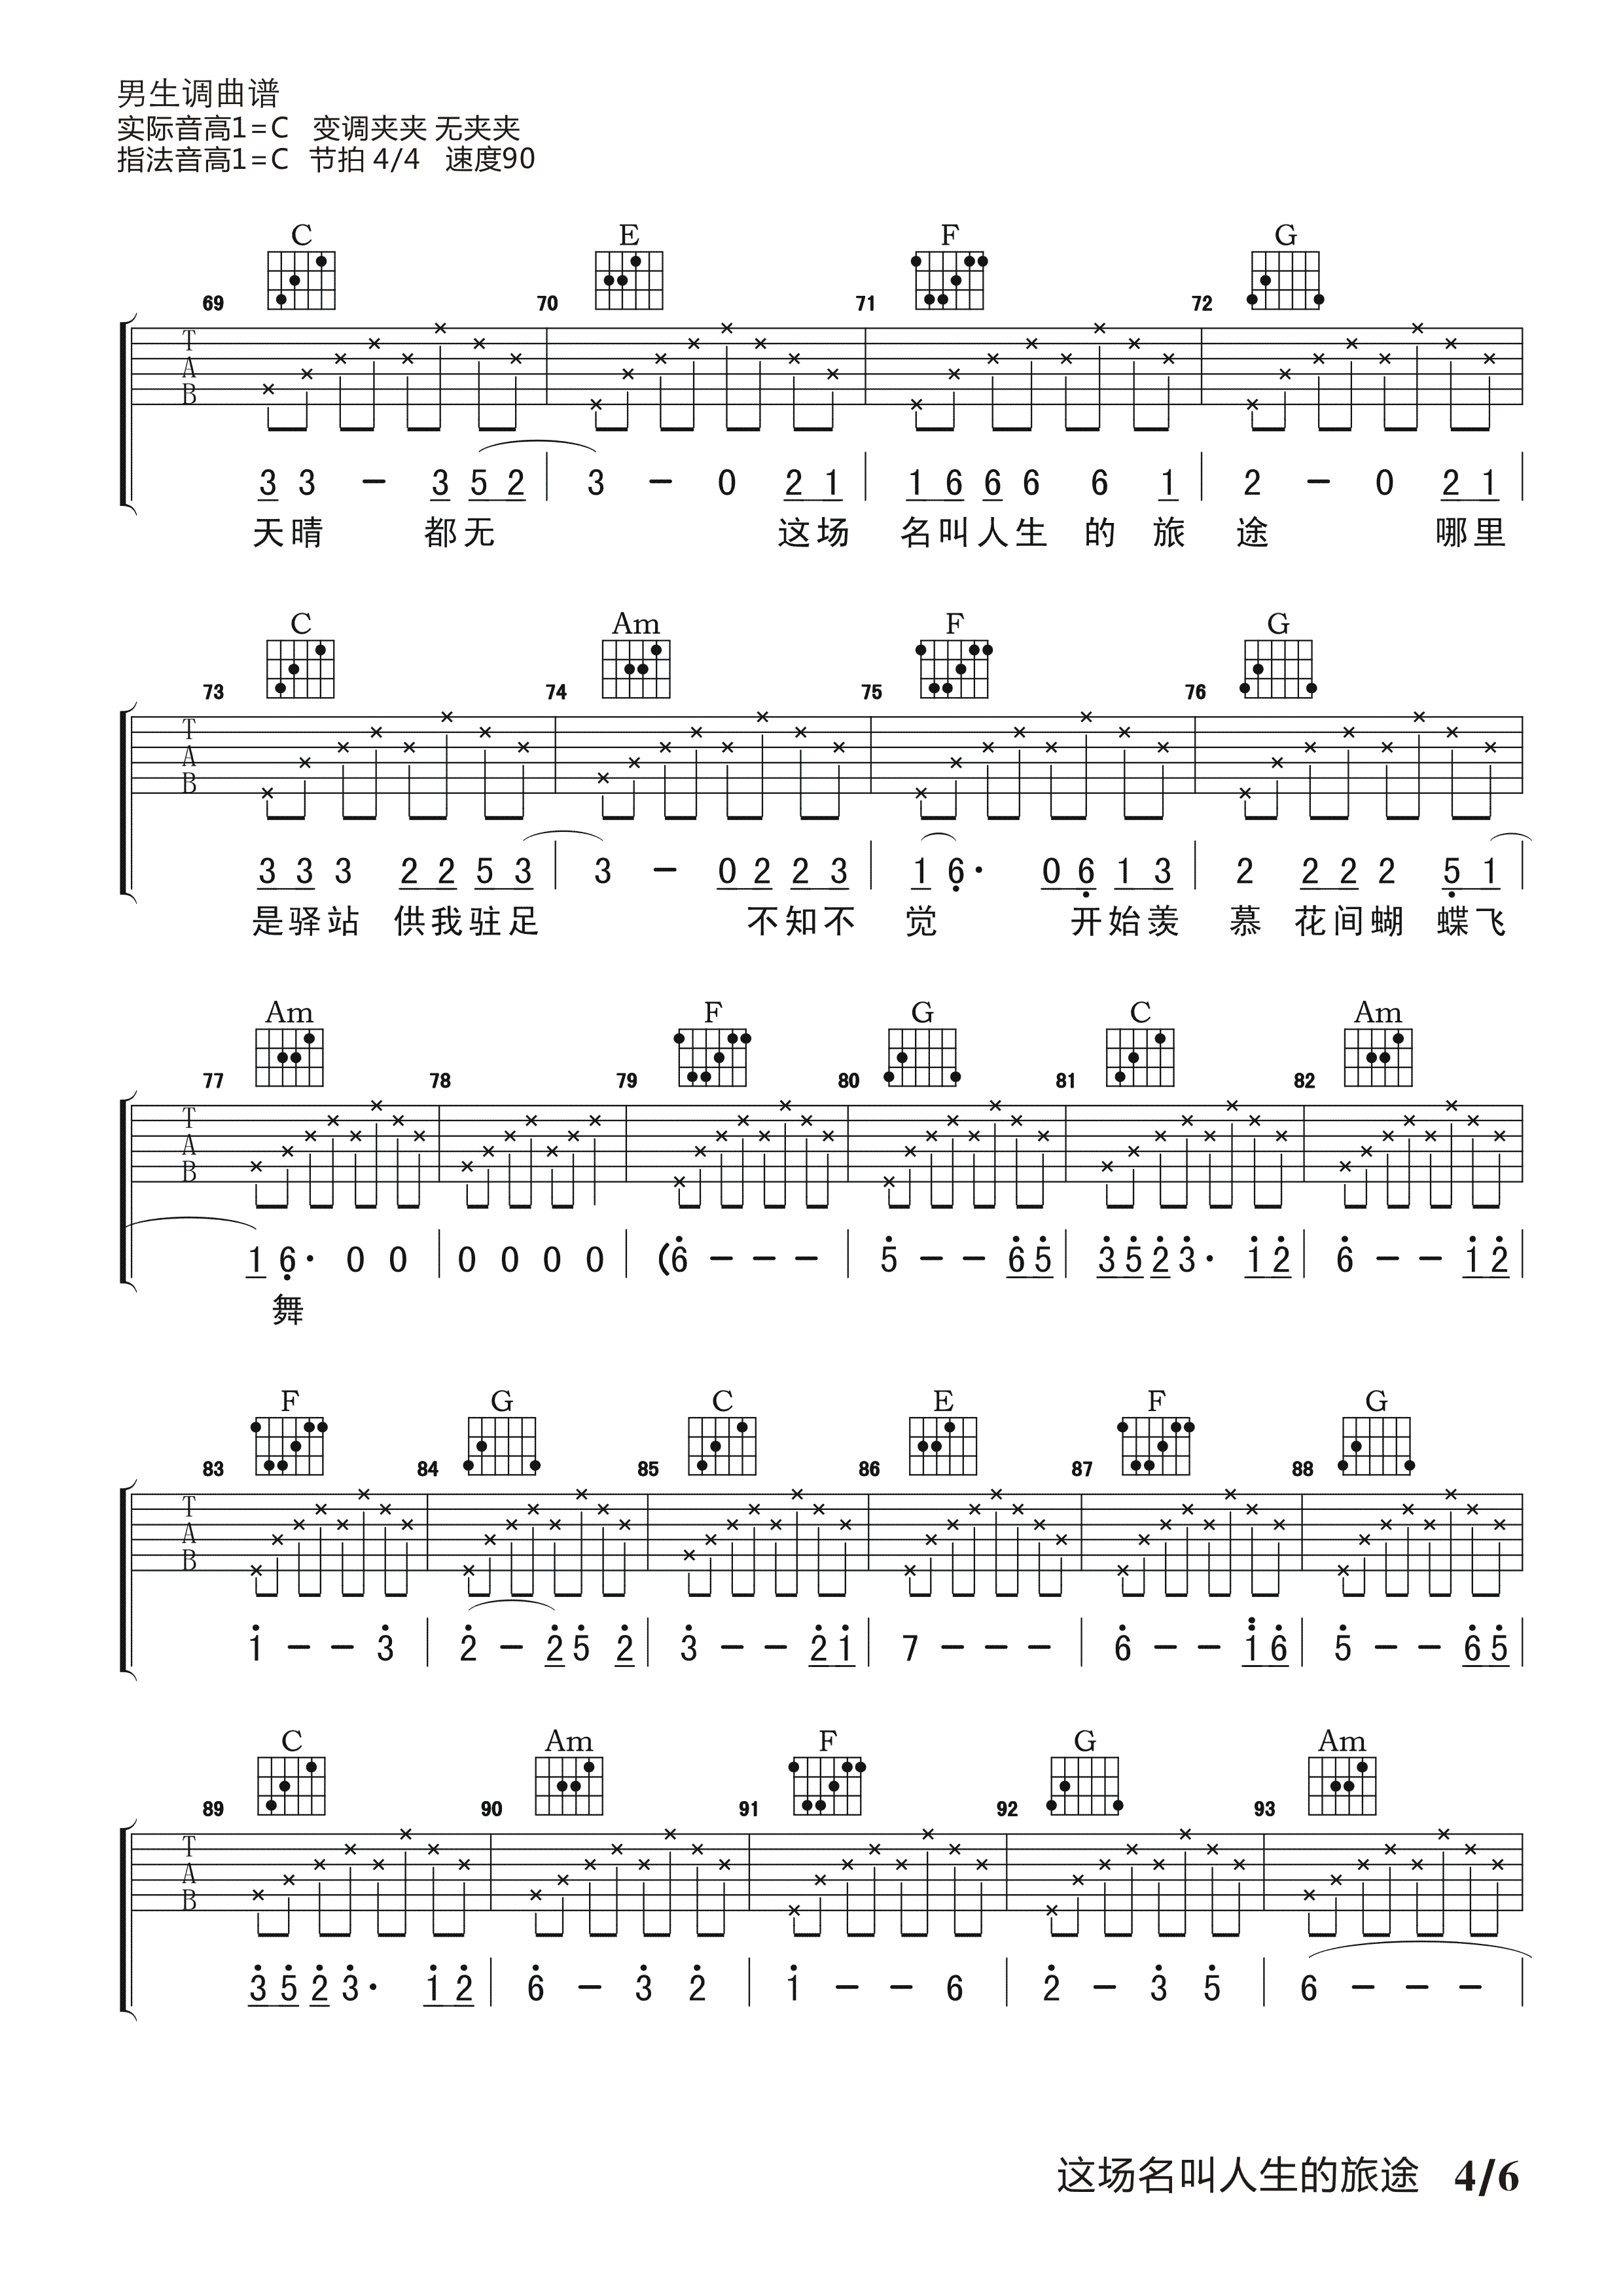 男生调曲谱
实际音高1=C 变调夹夹 无夹夹
指法音高1=C 节拍 4/4 速度90
C E F G
69 70 71 72
T
A
B
3 3 - 3 5 2 | 3 - 0 2 1 | 1 6 6 6 6 1 | 2 - 0 2 1 |
天晴 都无 这场 名叫人生 的 旅 途 哪里
C Am F G
73 74 75 76
T
A
B
3 3 3 2 2 5 3 | 3 - 0 2 2 3 | 1 6̣· 0 6̣ 1 3 | 2 2 2 2 5̣ 1 |
是驿站 供我驻足 不知不 觉 开始羡 慕 花间蝴 蝶飞
Am F G C Am
77 78 79 80 81 82
T
A
B
1 6̣· 0 0 | 0 0 0 0 | (6̇ - - - | 5̇ - - 6̇ 5̇ | 3̇ 5̇ 2̇ 3̇· 1̇ 2̇ | 6̇ - - 1̇ 2̇ |
舞
F G C E F G
83 84 85 86 87 88
T
A
B
1̇ - - 3̇ | 2̇ - 2̇ 5̇ 2̇ | 3̇ - - 2̇ 1̇ | 7 - - - | 6̇ - - 1̈ 6̇ | 5̇ - - 6̇ 5̇ |
C Am F G Am
89 90 91 92 93
T
A
B
3̇ 5̇ 2̇ 3̇· 1̇ 2̇ | 6̇ - 3̇ 2̇ | 1̇ - - 6 | 2̇ - 3̇ 5̇ | 6 - - - |
这场名叫人生的旅途 4/6